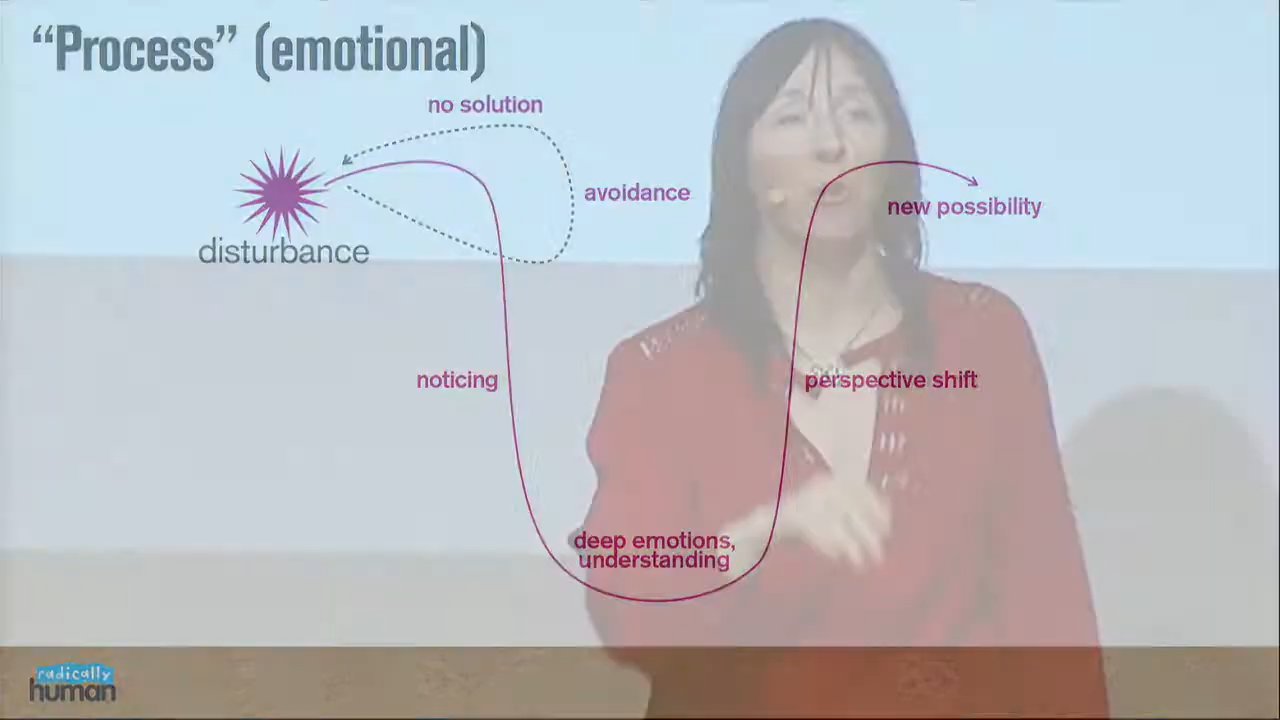 “Process” (emotional)
no solution
avoidance
disturbance
new possibility
noticing
perspective shift
deep emotions,
understanding
radically
human